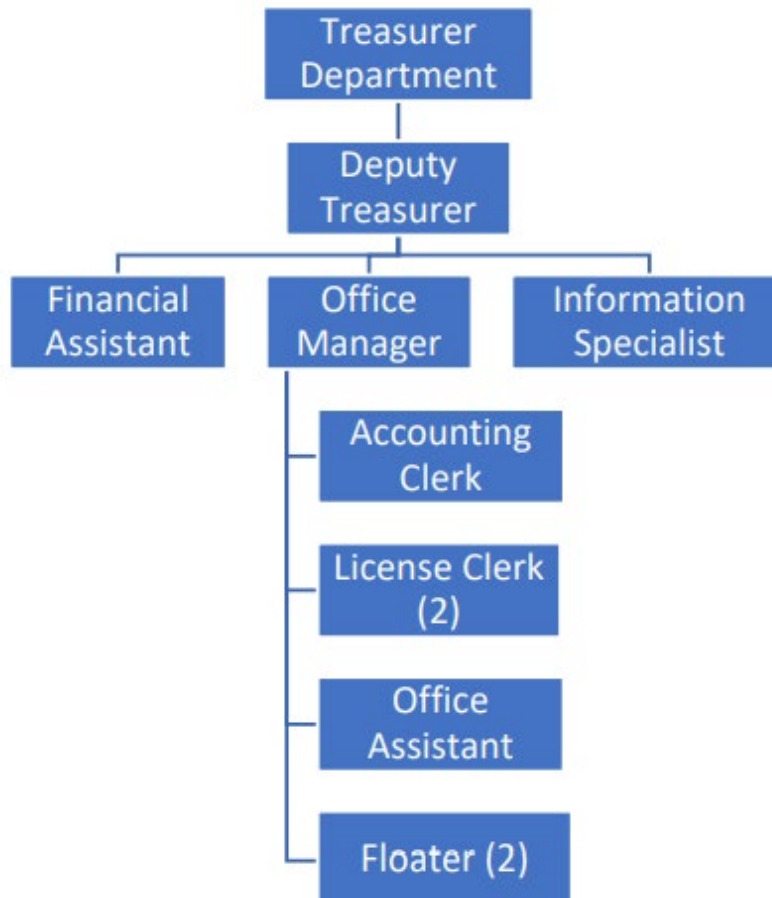 Treasurer
Department
Deputy
Treasurer
Financial
Assistant
Office
Manager
Information
Specialist
Accounting
Clerk
License Clerk
(2)
Office
Assistant
Floater (2)